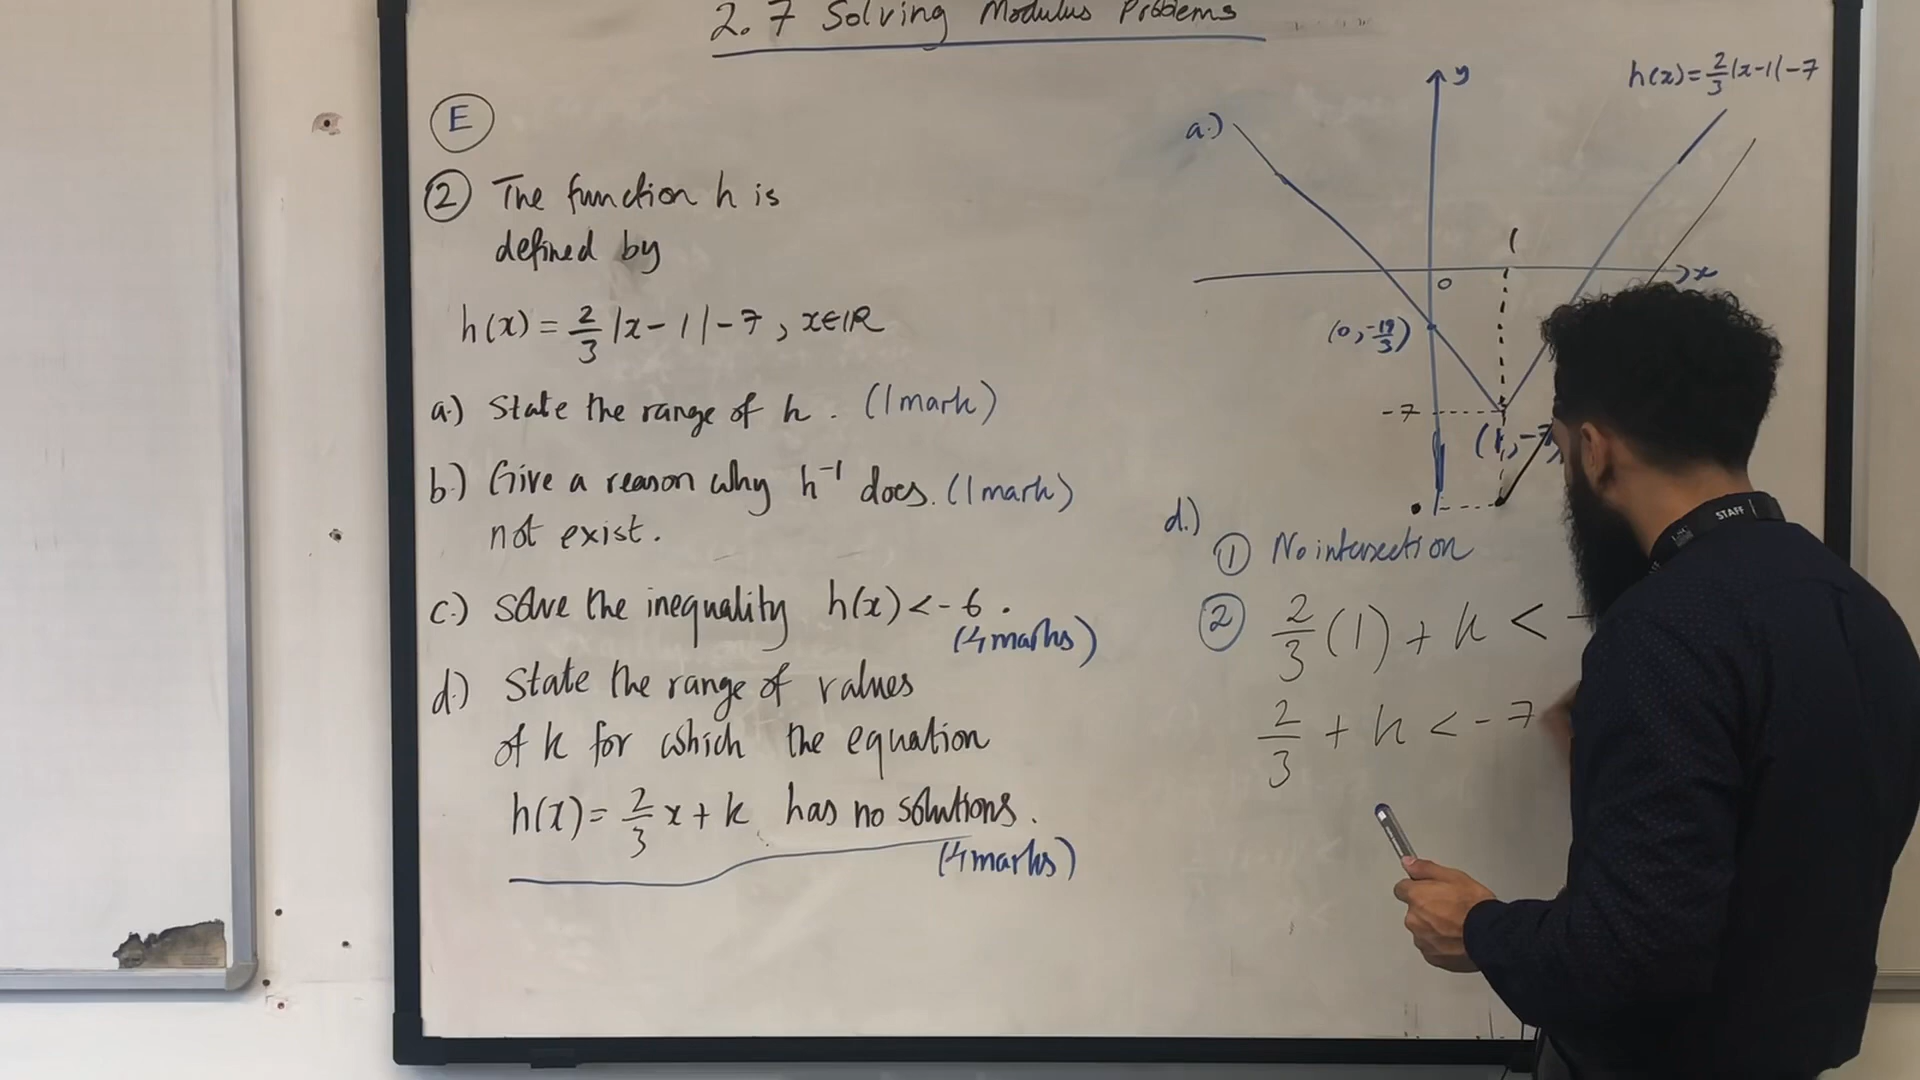 2.7 Solving Modulus Problems
E
② The function h is
defined by
h(x) = 2/3 |x - 1| - 7, x∈ℝ
a.) State the range of h. (1 mark)
b.) Give a reason why h⁻¹ does. (1 mark)
not exist.
c.) Solve the inequality h(x) < -6.
(4 marks)
d.) State the range of values
of k for which the equation
h(x) = 2/3 x + k has no solutions.
(4 marks)
y
h(x) = 2/3 |x-1| - 7
a.)
1
x
0
(0, -19/3)
-7
(1, -7
d.)
① No intersection
② 2/3 (1) + k < -
2/3 + k < -7
STAFF